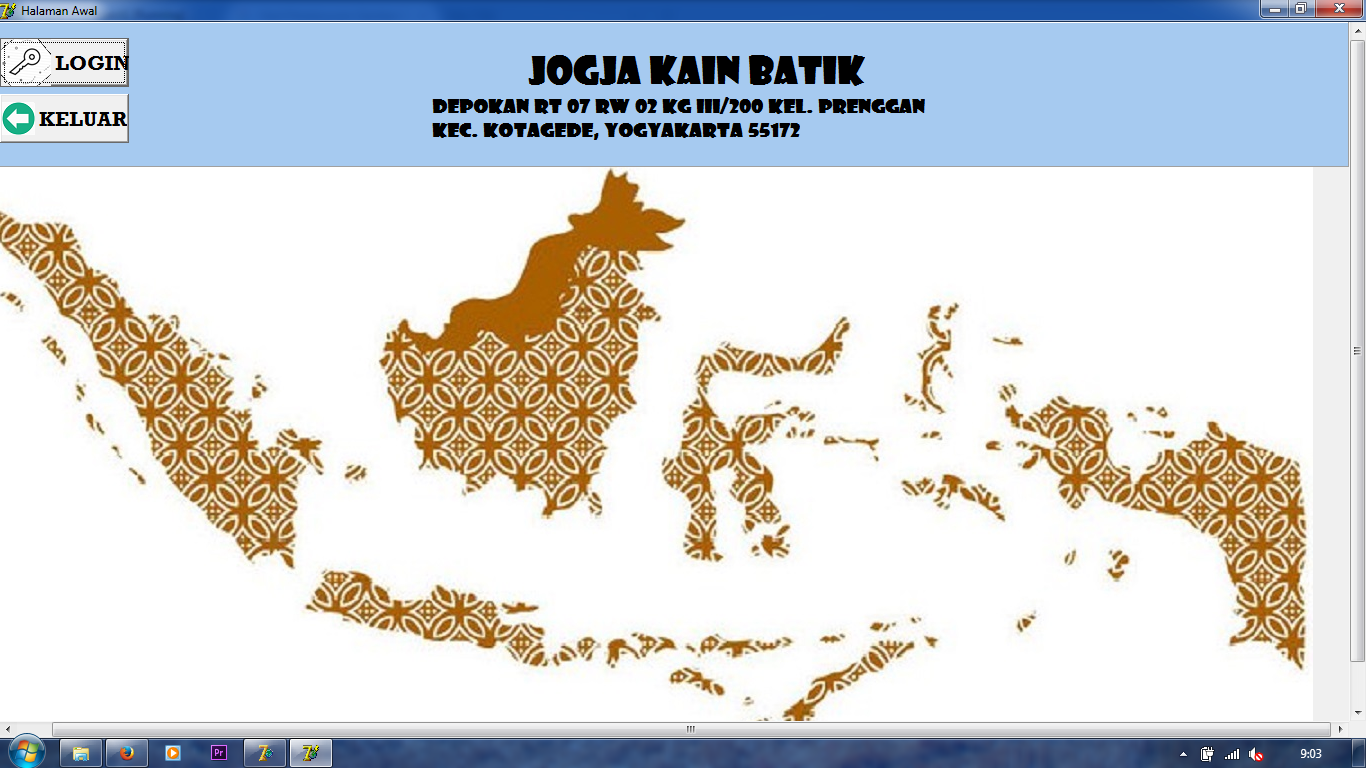 Halaman Awal
LOGIN
KELUAR
JOGJA KAIN BATIK
DEPOKAN RT 07 RW 02 KG III/200 KEL. PRENGGAN
KEC. KOTAGEDE, YOGYAKARTA 55172
Pr
9:03